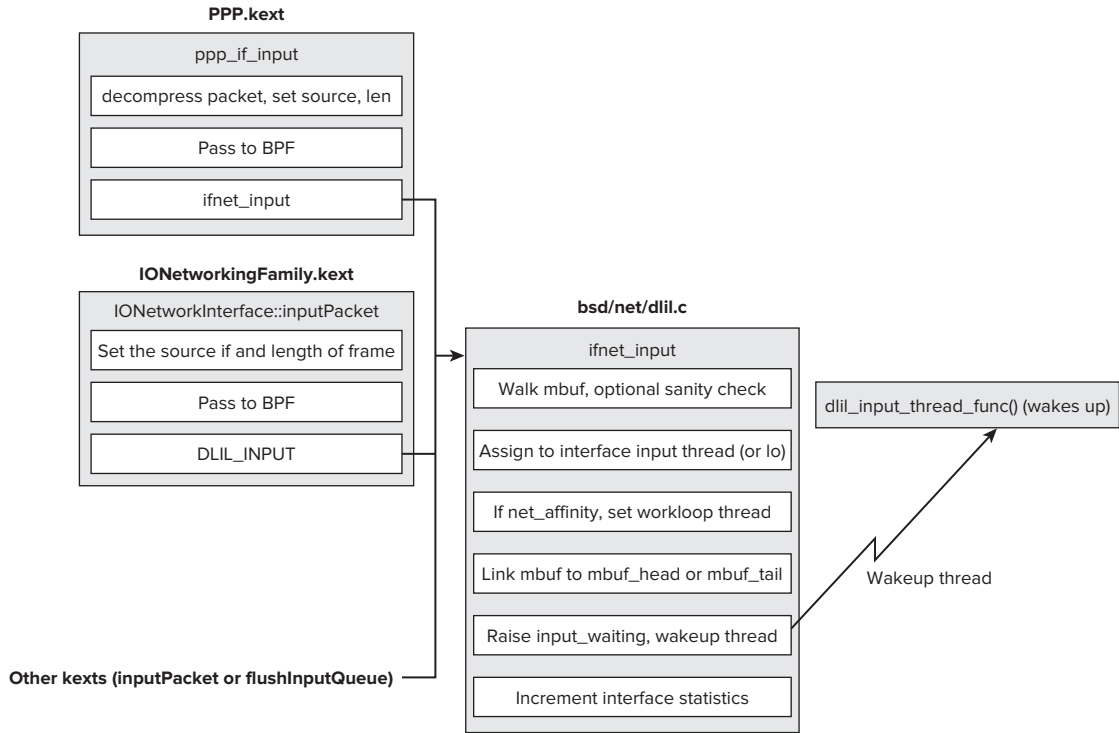 PPP.kext
ppp_if_input
decompress packet, set source, len
Pass to BPF
ifnet_input
IONetworkingFamily.kext
IONetworkInterface::inputPacket
Set the source if and length of frame
Pass to BPF
DLIL_INPUT
Other kexts (inputPacket or flushInputQueue)
bsd/net/dlil.c
ifnet_input
Walk mbuf, optional sanity check
Assign to interface input thread (or lo)
If net_affinity, set workloop thread
Link mbuf to mbuf_head or mbuf_tail
Raise input_waiting, wakeup thread
Increment interface statistics
dlil_input_thread_func() (wakes up)
Wakeup thread